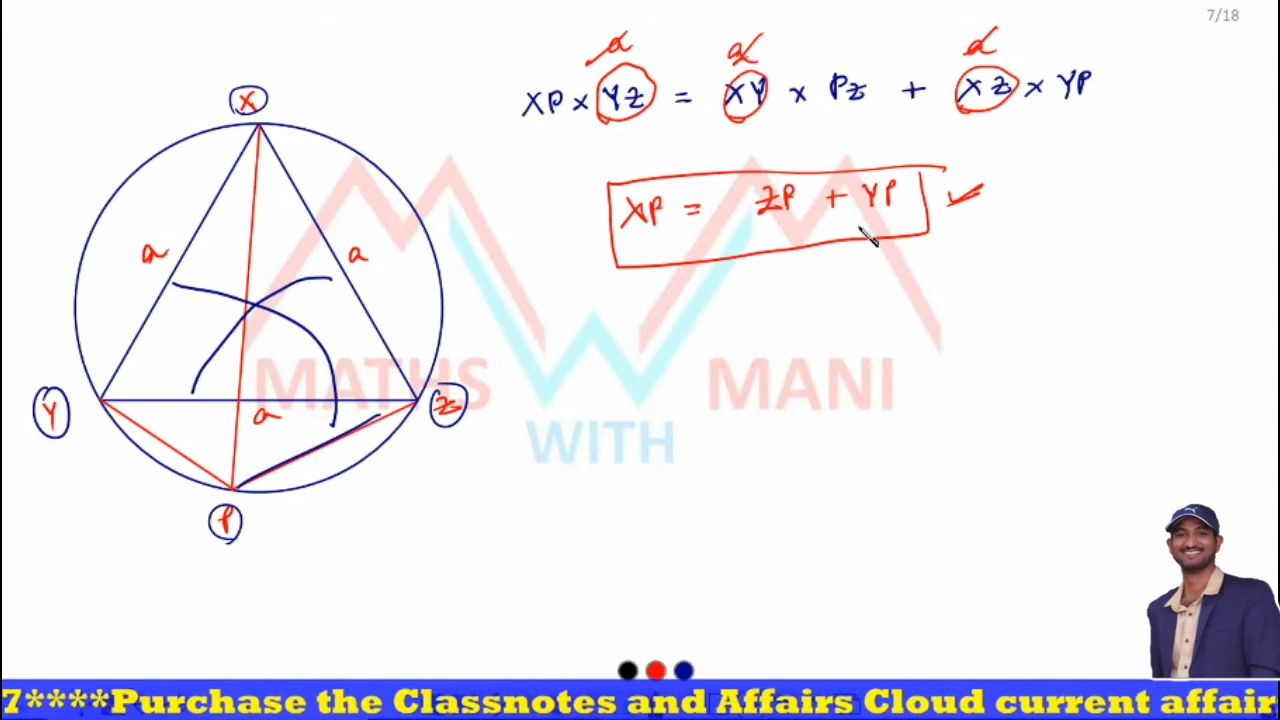 7/18
a a a
XP × YZ = XY × PZ + XZ × YP
X
XP = ZP + YP
a a
MATHS MANI
Y a Z
WITH
P
7****Purchase the Classnotes and Affairs Cloud current affair